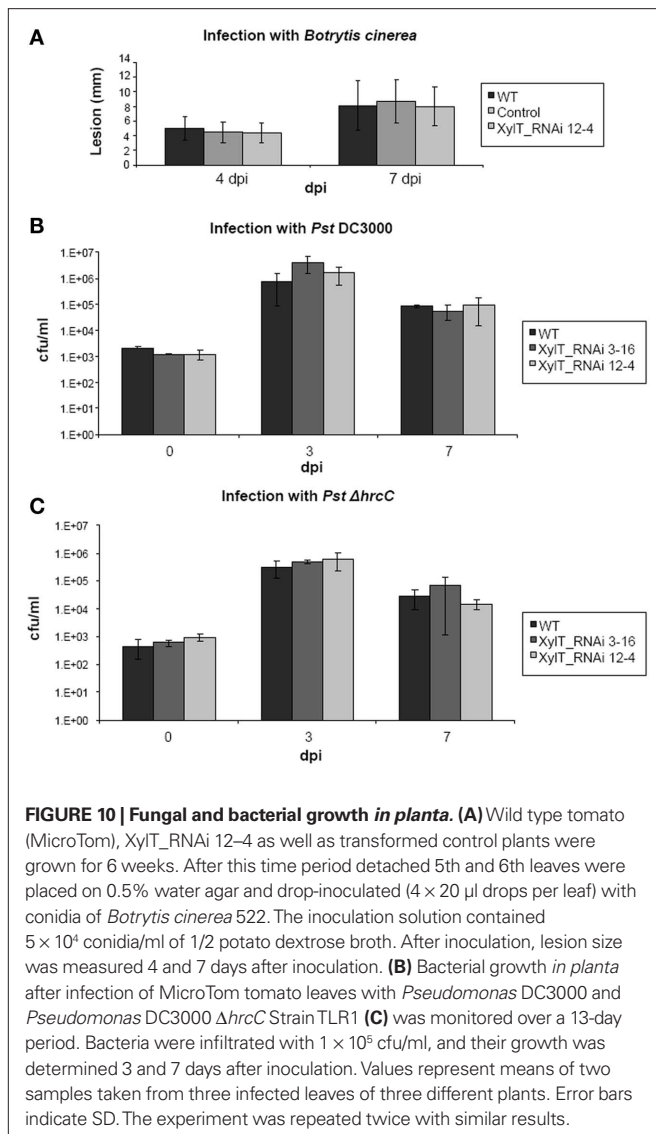 A
Infection with Botrytis cinerea
14
12
10
8
6
4
2
0
Lesion (mm)
4 dpi
7 dpi
dpi
WT
Control
XylT_RNAi 12-4
B
Infection with Pst DC3000
1.E+07
1.E+06
1.E+05
1.E+04
1.E+03
1.E+02
1.E+01
1.E+00
cfu/ml
0
3
7
dpi
WT
XylT_RNAi 3-16
XylT_RNAi 12-4
C
Infection with Pst ΔhrcC
1.E+07
1.E+06
1.E+05
1.E+04
1.E+03
1.E+02
1.E+01
1.E+00
cfu/ml
0
3
7
dpi
WT
XylT_RNAi 3-16
XylT_RNAi 12-4
FIGURE 10 | Fungal and bacterial growth in planta. (A) Wild type tomato
(MicroTom), XylT_RNAi 12–4 as well as transformed control plants were
grown for 6 weeks. After this time period detached 5th and 6th leaves were
placed on 0.5% water agar and drop-inoculated (4 × 20 μl drops per leaf) with
conidia of Botrytis cinerea 522. The inoculation solution contained
5 × 10⁴ conidia/ml of 1/2 potato dextrose broth. After inoculation, lesion size
was measured 4 and 7 days after inoculation. (B) Bacterial growth in planta
after infection of MicroTom tomato leaves with Pseudomonas DC3000 and
Pseudomonas DC3000 ΔhrcC Strain TLR1 (C) was monitored over a 13-day
period. Bacteria were infiltrated with 1 × 10⁵ cfu/ml, and their growth was
determined 3 and 7 days after inoculation. Values represent means of two
samples taken from three infected leaves of three different plants. Error bars
indicate SD. The experiment was repeated twice with similar results.